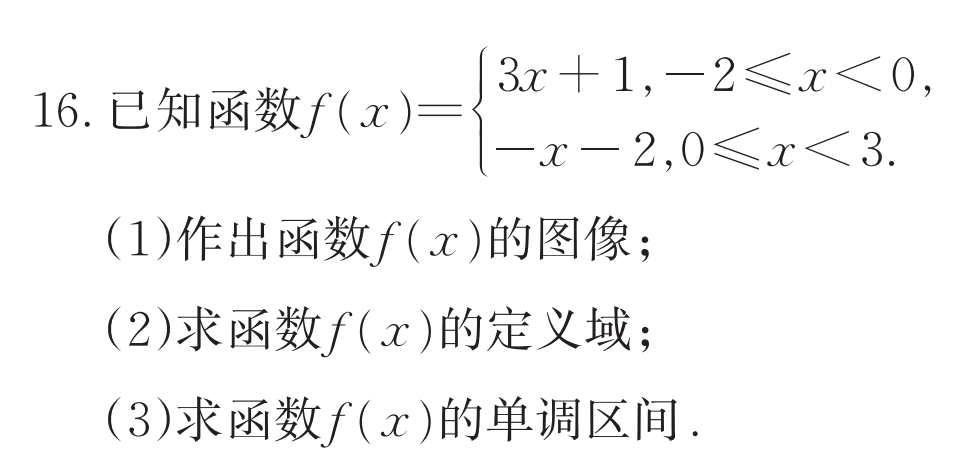 16. 已知函数f(x)={3x+1,-2≤x<0,
-x-2,0≤x<3.
(1)作出函数f(x)的图像;
(2)求函数f(x)的定义域;
(3)求函数f(x)的单调区间.